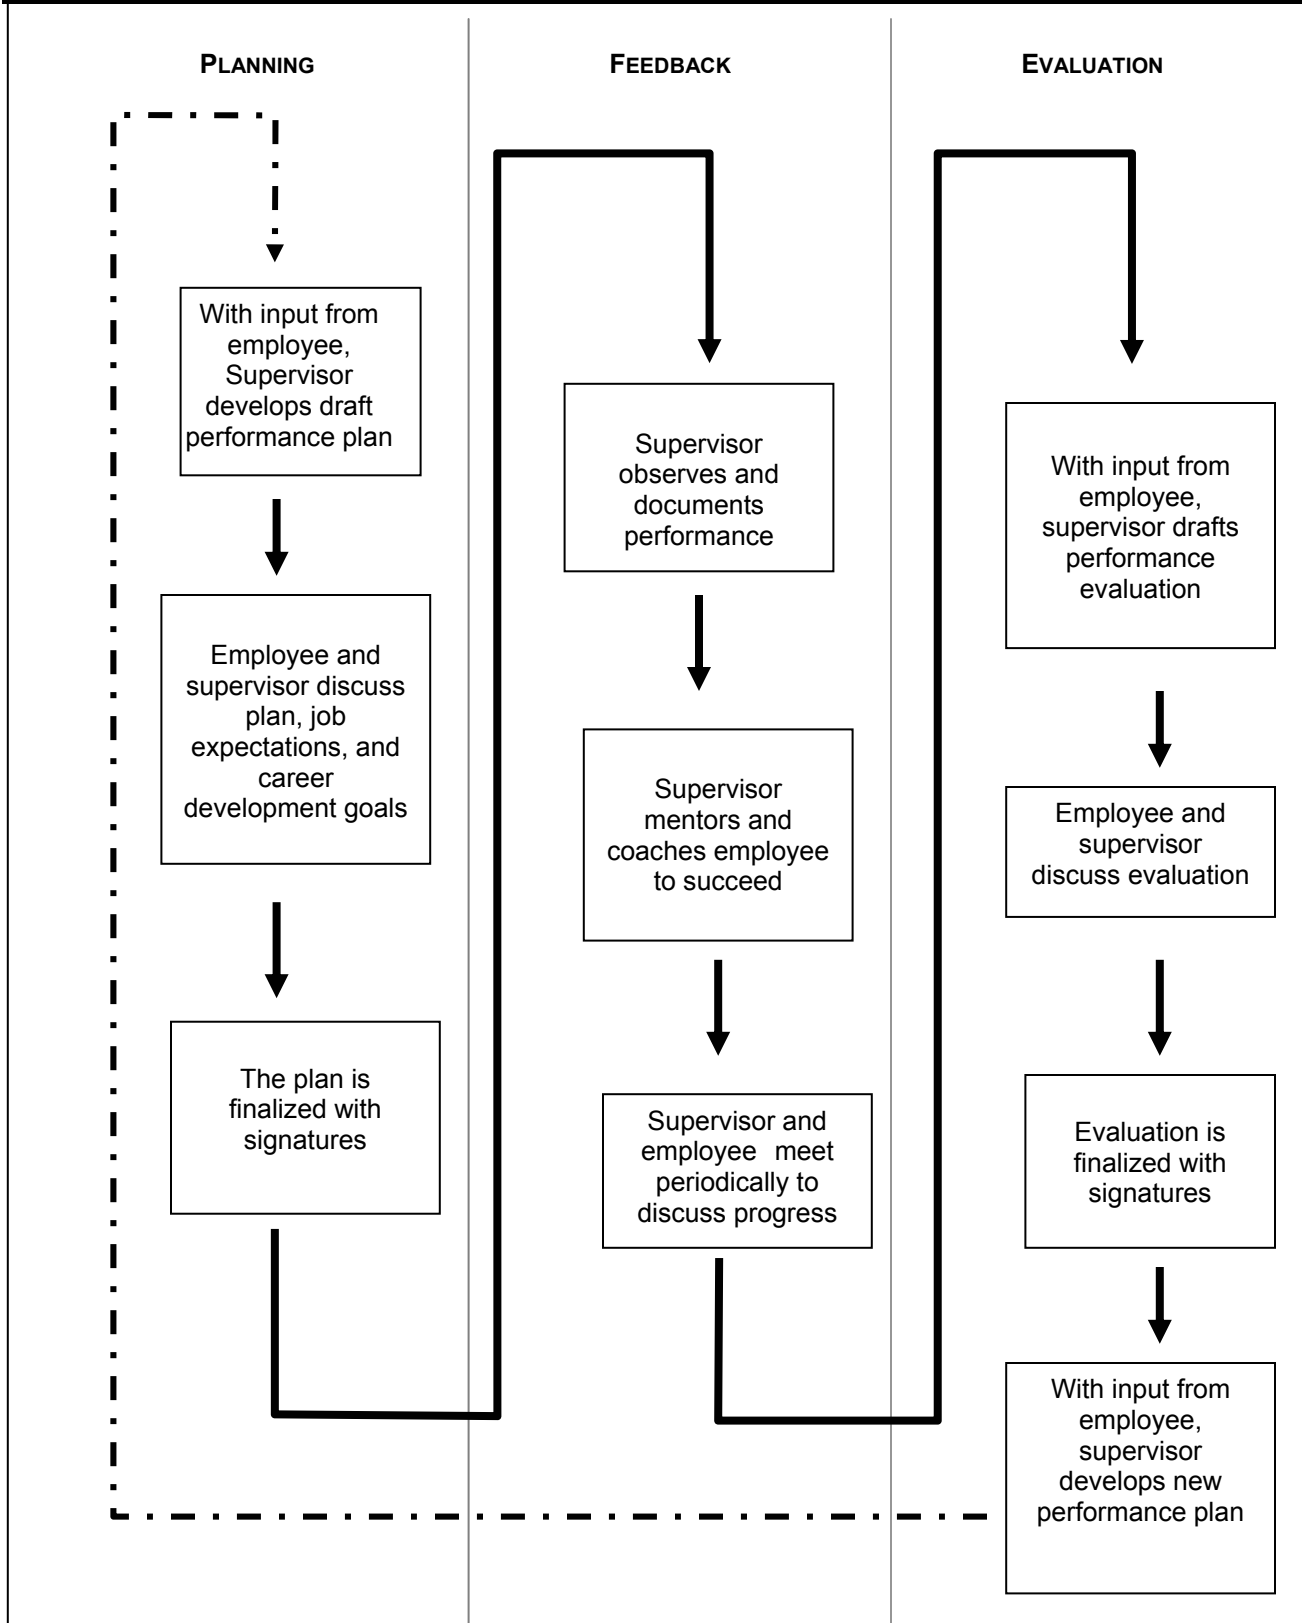 PLANNING
With input from
employee,
Supervisor
develops draft
performance plan
Employee and
supervisor discuss
plan, job
expectations, and
career
development goals
The plan is
finalized with
signatures
FEEDBACK
Supervisor
observes and
documents
performance
Supervisor
mentors and
coaches employee
to succeed
Supervisor and
employee meet
periodically to
discuss progress
EVALUATION
With input from
employee,
supervisor drafts
performance
evaluation
Employee and
supervisor
discuss evaluation
Evaluation is
finalized with
signatures
With input from
employee,
supervisor
develops new
performance plan